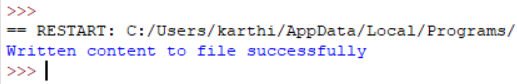 >>>
== RESTART: C:/Users/karthi/AppData/Local/Programs/
Written content to file successfully
>>>